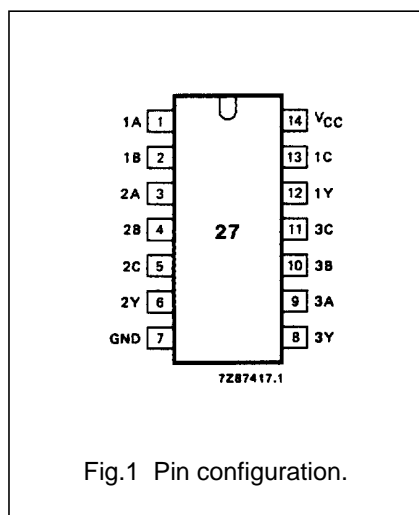 1A 1 14 VCC
1B 2 13 1C
2A 3 12 1Y
2B 4 27 11 3C
2C 5 10 3B
2Y 6 9 3A
GND 7 8 3Y
7Z87417.1
Fig.1 Pin configuration.